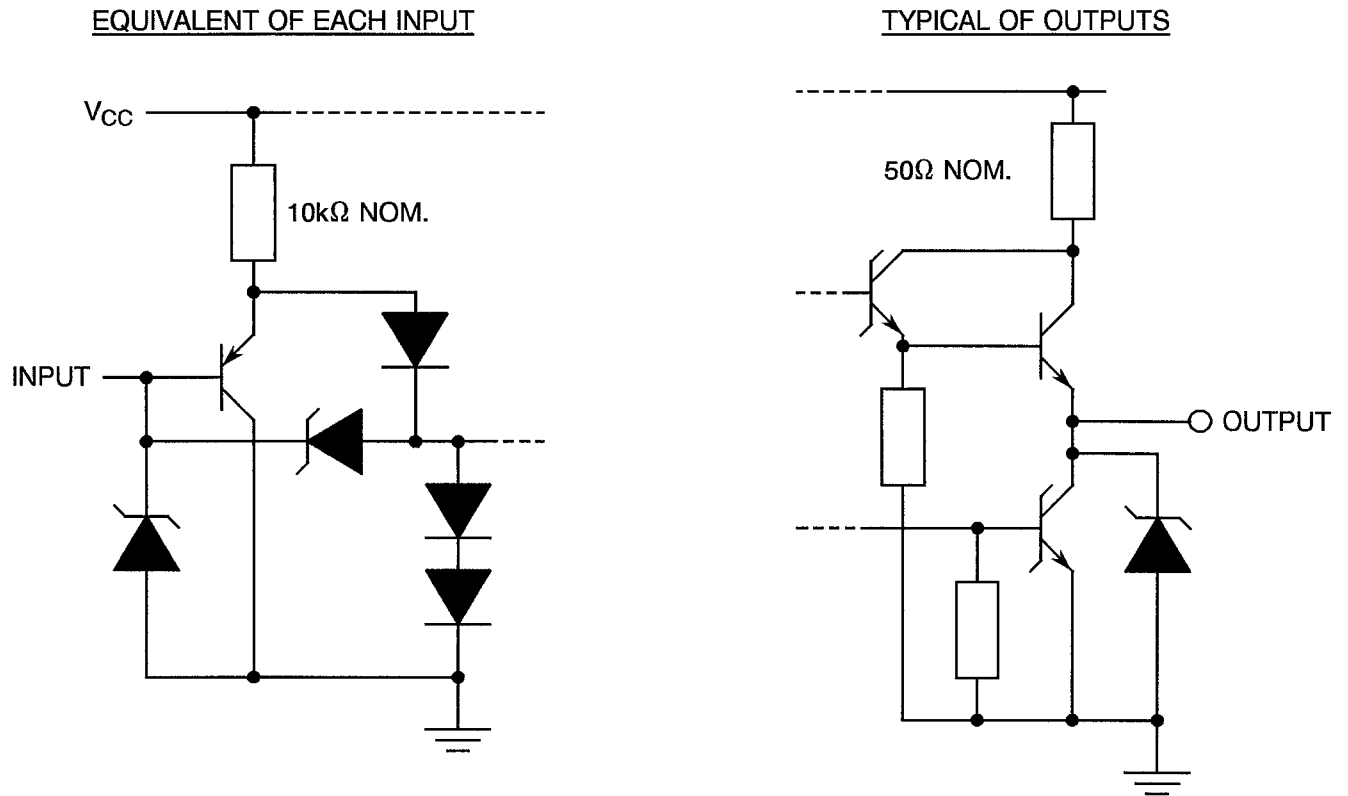 EQUIVALENT OF EACH INPUT
TYPICAL OF OUTPUTS
VCC
50Ω NOM.
10kΩ NOM.
INPUT
OUTPUT